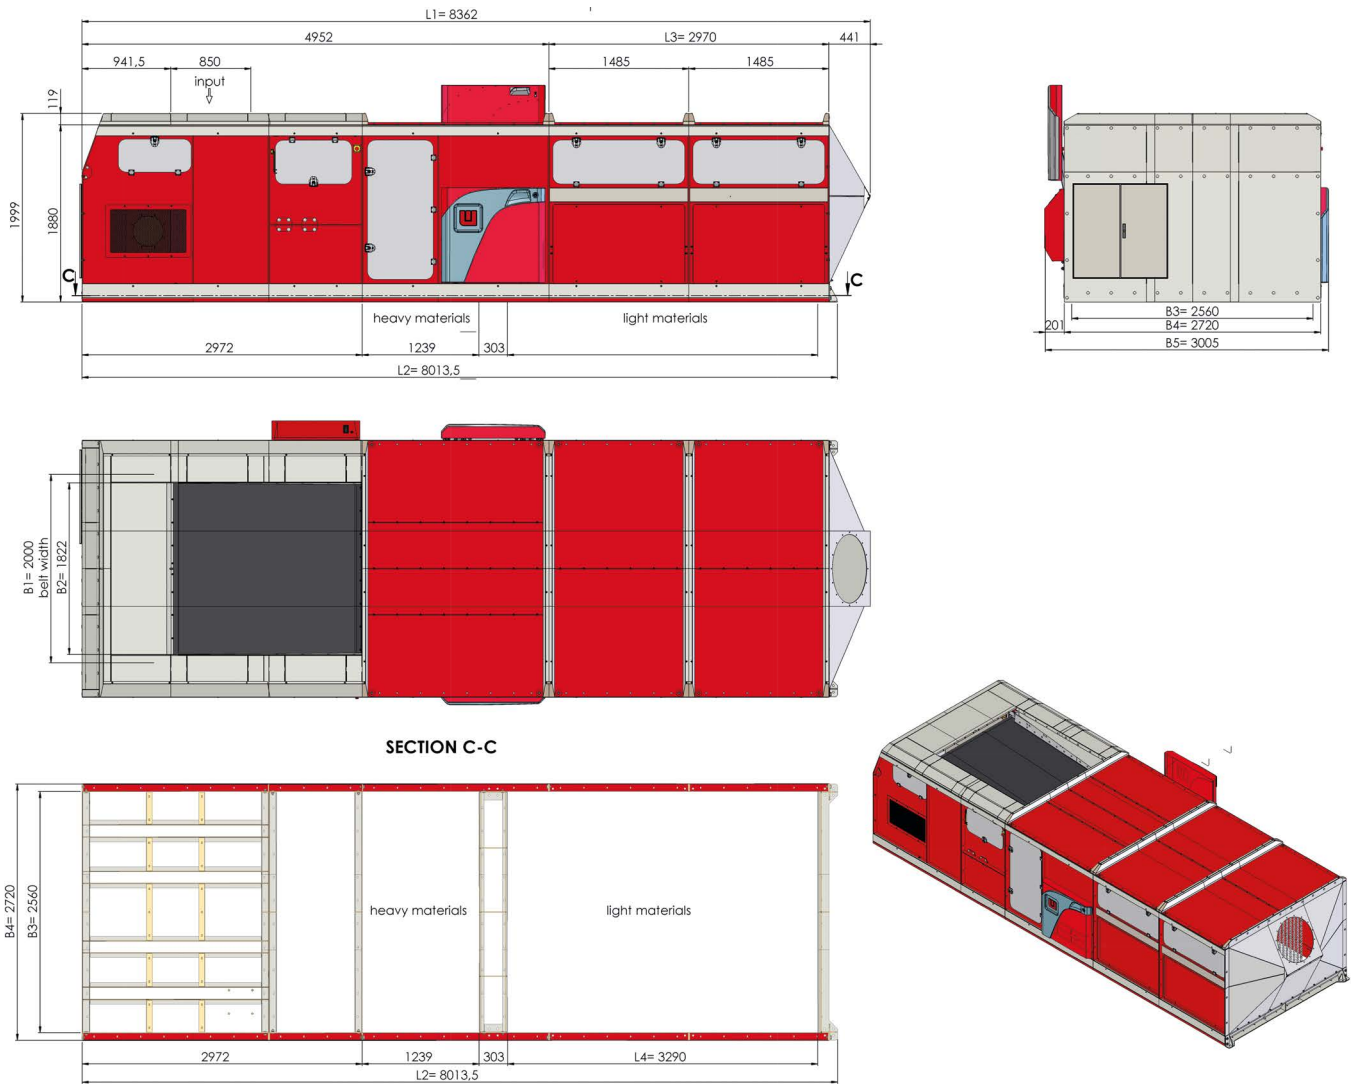 L1= 8362
4952
L3= 2970
441
941,5
850
1485
1485
input
119
1999
1880
C
C
heavy materials
light materials
2972
1239
303
L2= 8013,5
B3= 2560
201
B4= 2720
B5= 3005
B1= 2000
belt width
B2= 1822
SECTION C-C
B4= 2720
B3= 2560
heavy materials
light materials
2972
1239
303
L4= 3290
L2= 8013,5